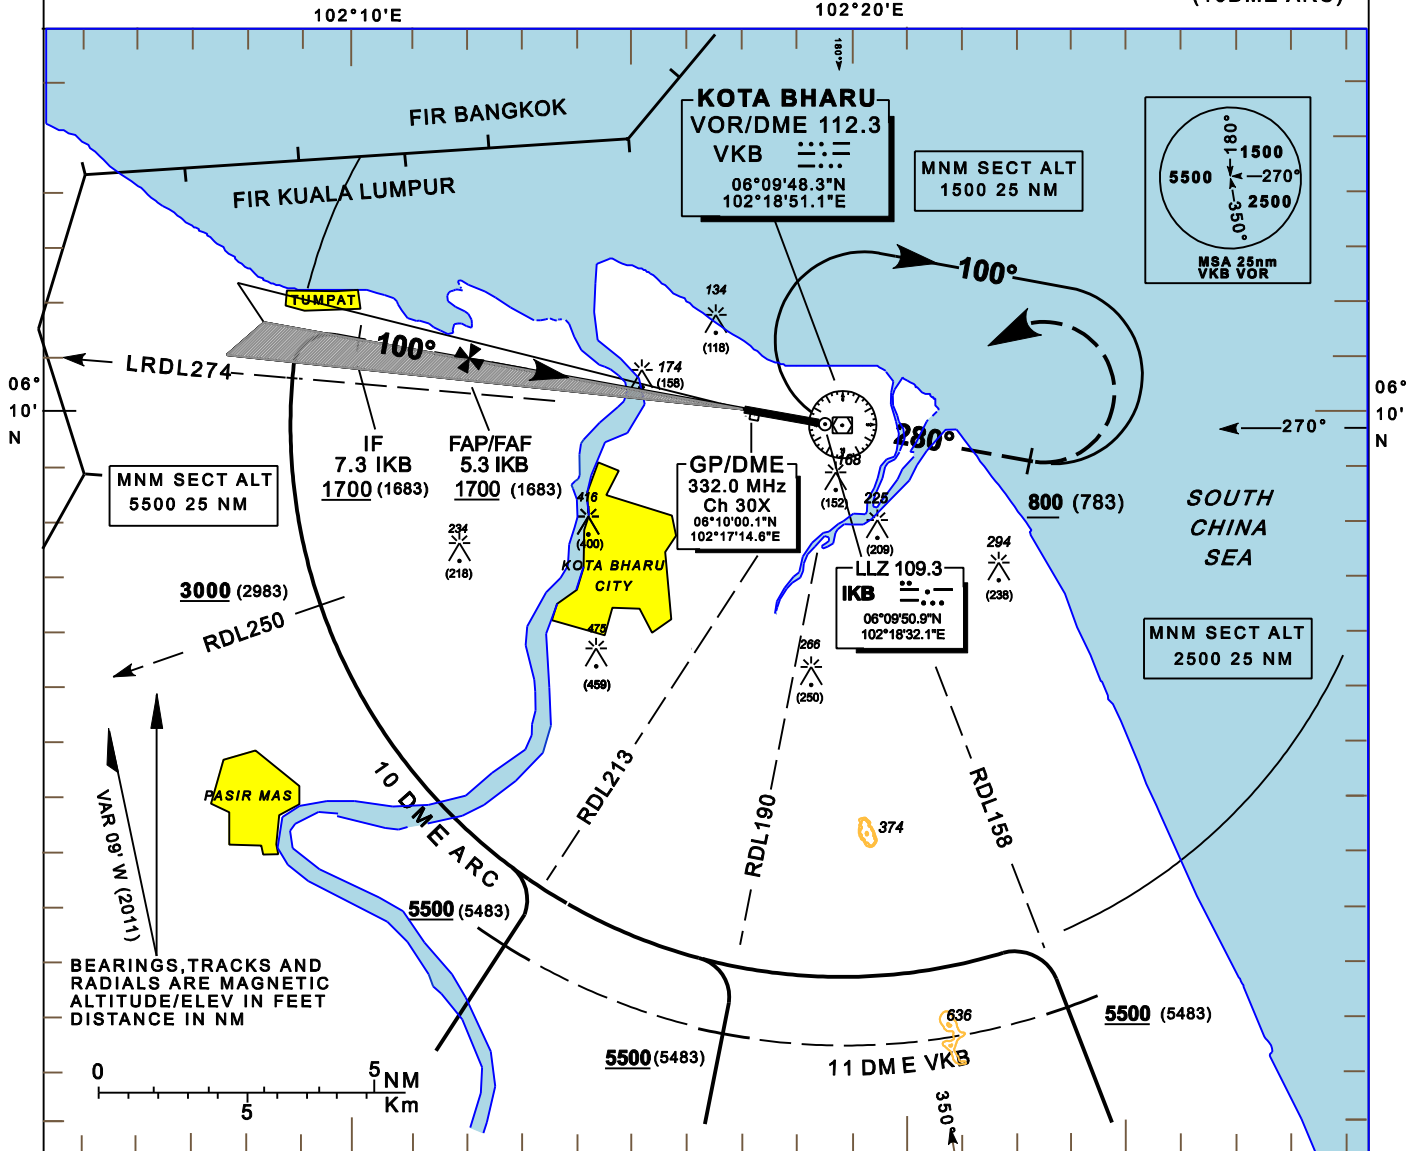 (10DME ARC)
102°10'E
102°20'E
180°
FIR BANGKOK
FIR KUALA LUMPUR
KOTA BHARU
VOR/DME 112.3
VKB
06°09'48.3"N
102°18'51.1"E
MNM SECT ALT
1500 25 NM
180°
1500
5500
270°
2500
350°
MSA 25nm
VKB VOR
TUMPAT
100°
134
(118)
100°
174
(158)
LRDL274
06°
10'
N
06°
10'
N
270°
280°
IF
7.3 IKB
1700 (1683)
FAP/FAF
5.3 IKB
1700 (1683)
GP/DME
332.0 MHz
Ch 30X
06°10'00.1"N
102°17'14.6"E
168
(152)
225
(209)
800 (783)
SOUTH
CHINA
SEA
MNM SECT ALT
5500 25 NM
416
(400)
234
(218)
294
(238)
KOTA BHARU
CITY
LLZ 109.3
IKB
06°09'50.9"N
102°18'32.1"E
3000 (2983)
RDL250
475
(459)
266
(250)
MNM SECT ALT
2500 25 NM
PASIR MAS
VAR 09' W (2011)
10 DME ARC
RDL213
RDL190
RDL158
374
5500 (5483)
BEARINGS,TRACKS AND
RADIALS ARE MAGNETIC
ALTITUDE/ELEV IN FEET
DISTANCE IN NM
636
5500 (5483)
5500 (5483)
11 DME VKB
350°
0
5
NM
Km
5